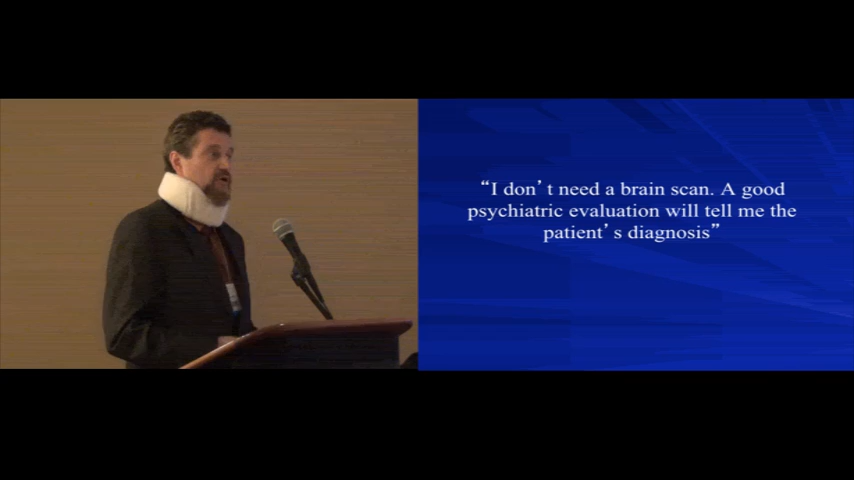 “I don’t need a brain scan. A good
psychiatric evaluation will tell me the
patient’s diagnosis”